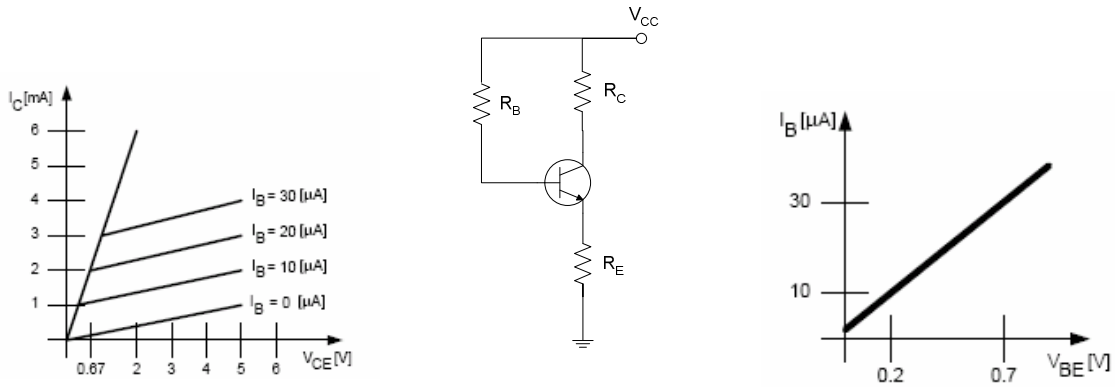 I_C [mA]
6
5
4
3
2
1
I_B = 30 [µA]
I_B = 20 [µA]
I_B = 10 [µA]
I_B = 0 [µA]
0.67 2 3 4 5 6
V_CE [V]
V_CC
R_B
R_C
R_E
I_B [µA]
30
10
0.2 0.7
V_BE [V]